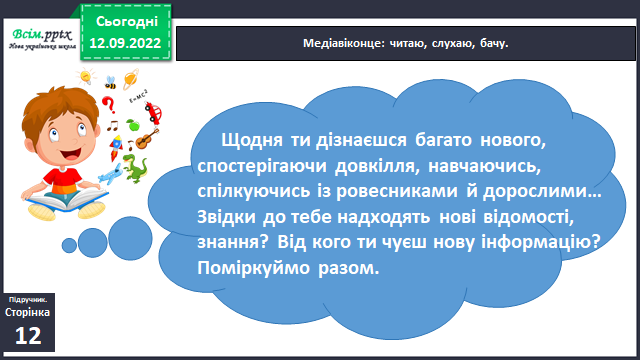 Всім.pptx
Нова українська школа
Сьогодні
12.09.2022
Медіавіконце: читаю, слухаю, бачу.
E=MC²
?
Щодня ти дізнаєшся багато нового,
спостерігаючи довкілля, навчаючись,
спілкуючись із ровесниками й дорослими…
Звідки до тебе надходять нові відомості,
знання? Від кого ти чуєш нову інформацію?
Поміркуймо разом.
Підручник.
Сторінка
12